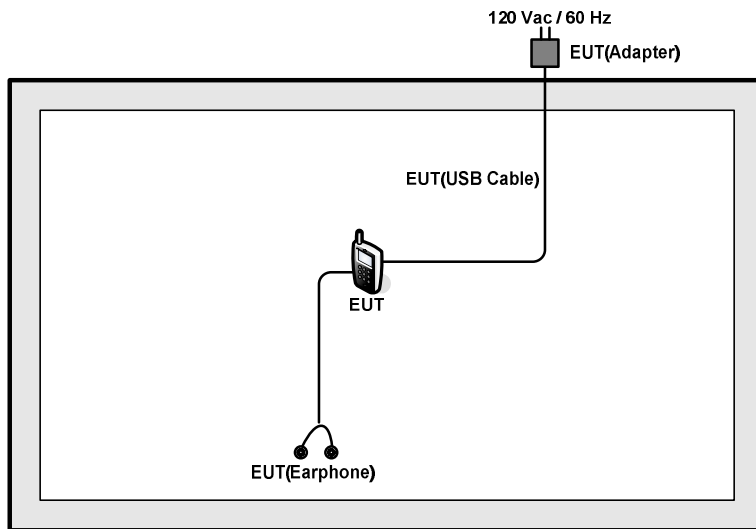 120 Vac / 60 Hz
EUT(Adapter)
EUT(USB Cable)
EUT
EUT(Earphone)